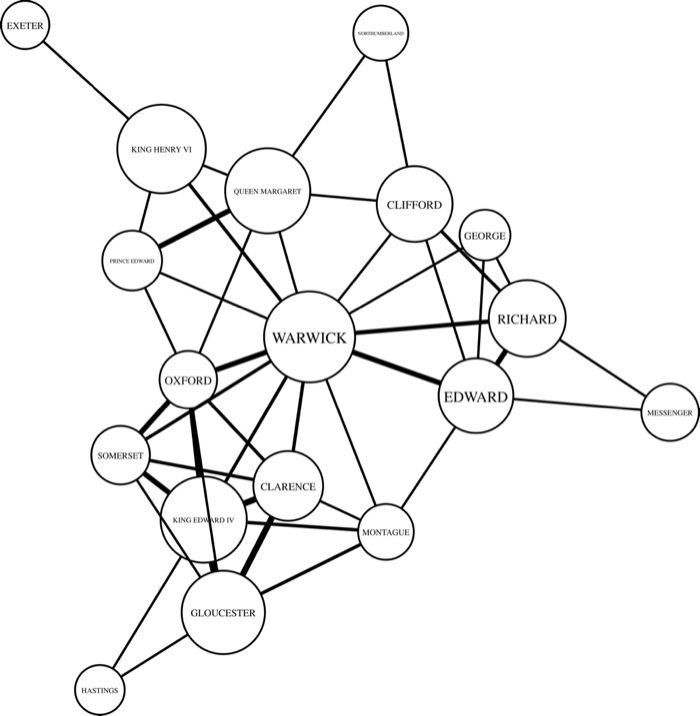 EXETER
NORTHUMBERLAND
KING HENRY VI
QUEEN MARGARET
CLIFFORD
GEORGE
PRINCE EDWARD
RICHARD
WARWICK
OXFORD
EDWARD
MESSENGER
SOMERSET
CLARENCE
KING EDWARD IV
MONTAGUE
GLOUCESTER
HASTINGS